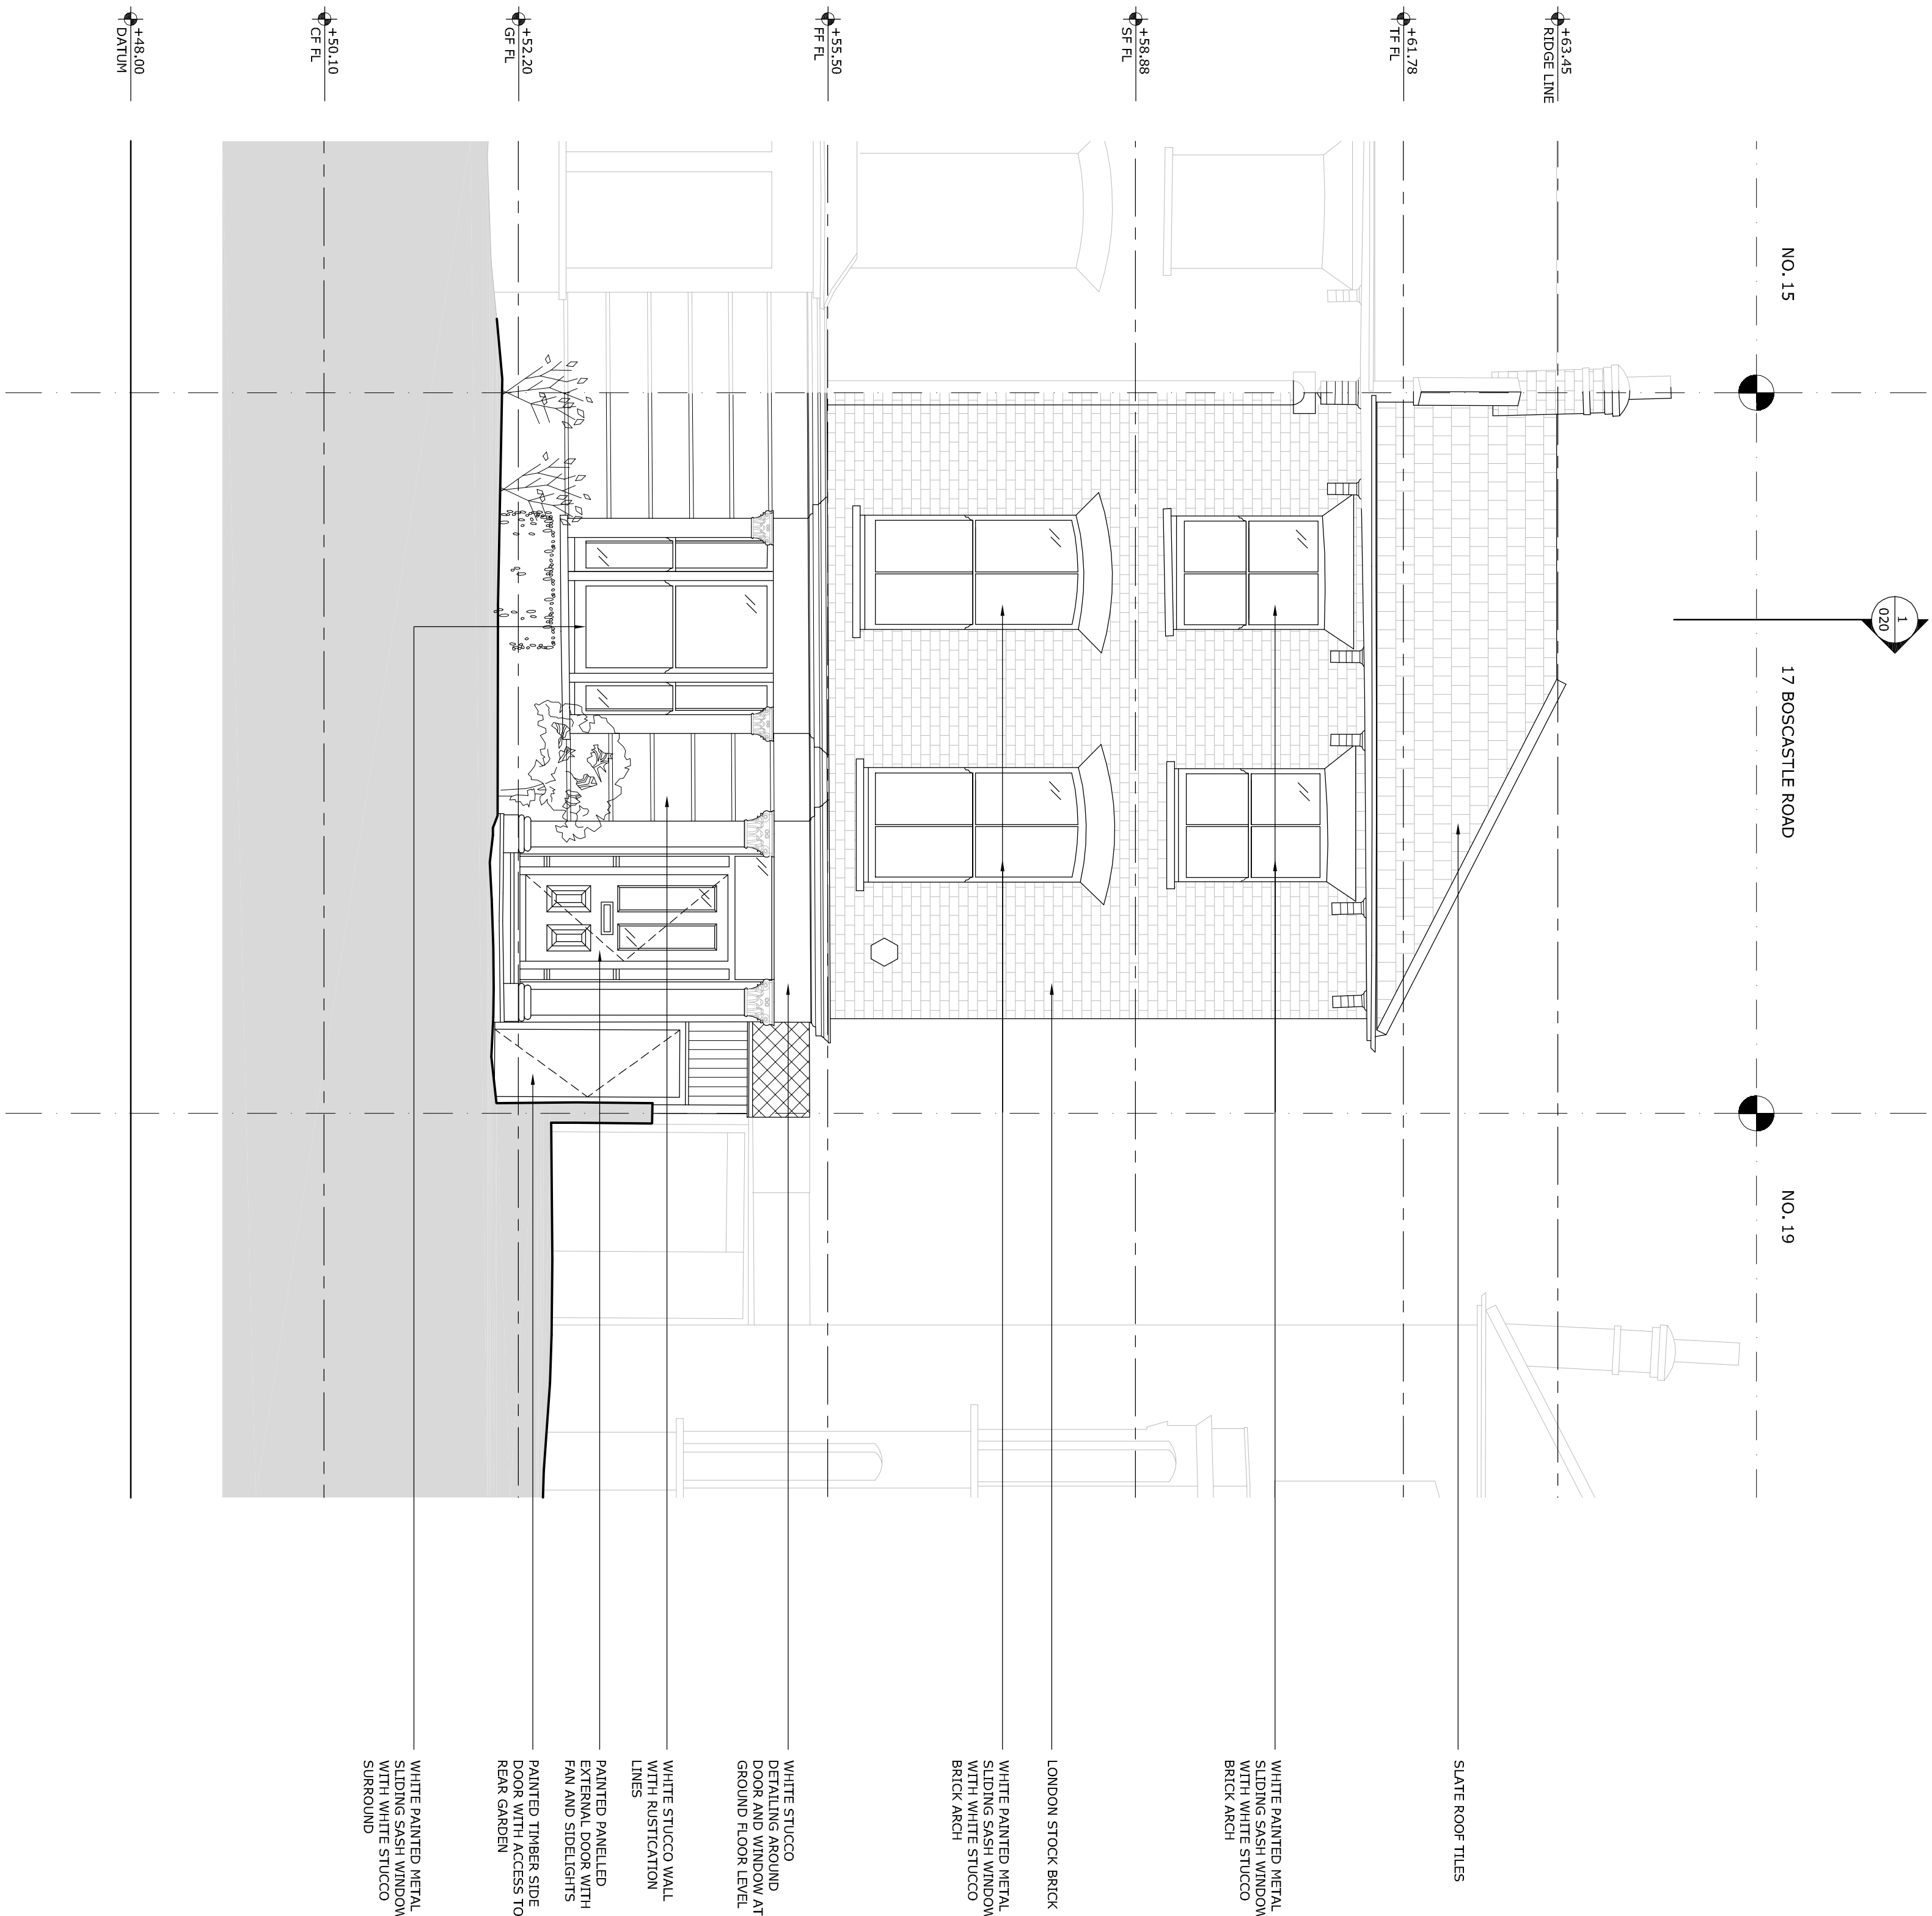 NO. 15
17 BOSCASTLE ROAD
NO. 19
1
020
+63.45
RIDGE LINE
+61.78
TF FL
+58.88
SF FL
+55.50
FF FL
+52.20
GF FL
+50.10
CF FL
+48.00
DATUM
SLATE ROOF TILES
WHITE PAINTED METAL
SLIDING SASH WINDOW
WITH WHITE STUCCO
BRICK ARCH
LONDON STOCK BRICK
WHITE PAINTED METAL
SLIDING SASH WINDOW
WITH WHITE STUCCO
BRICK ARCH
WHITE STUCCO
DETAILING AROUND
DOOR AND WINDOW AT
GROUND FLOOR LEVEL
WHITE STUCCO WALL
WITH RUSTICATION
LINES
PAINTED PANELLED
EXTERNAL DOOR WITH
FAN AND SIDELIGHTS
PAINTED TIMBER SIDE
DOOR WITH ACCESS TO
REAR GARDEN
WHITE PAINTED METAL
SLIDING SASH WINDOW
WITH WHITE STUCCO
SURROUND